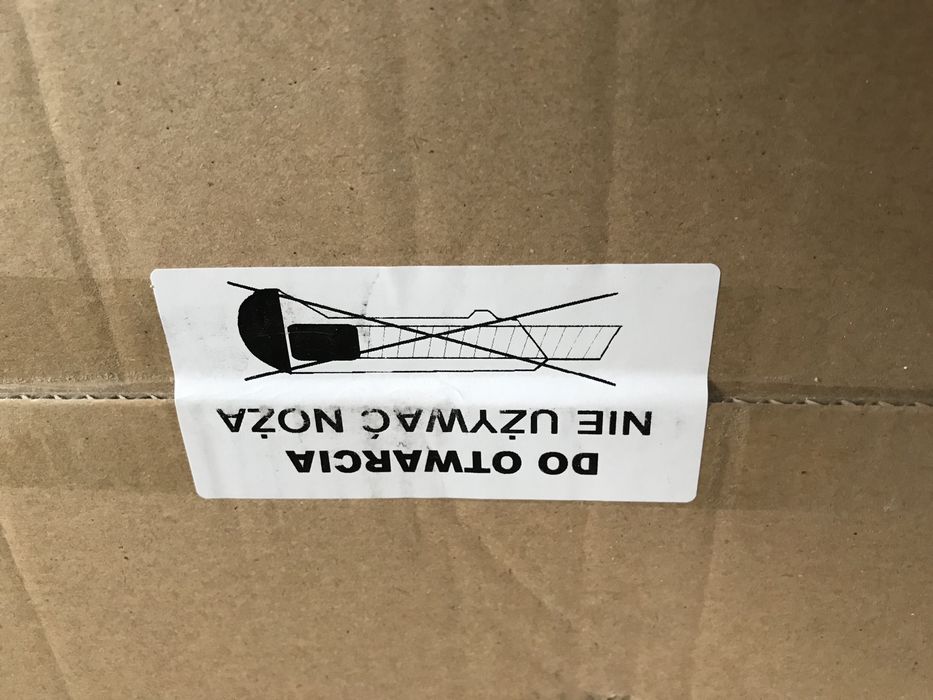 DO OTWARCIA
NIE UŻYWAĆ NOŻA